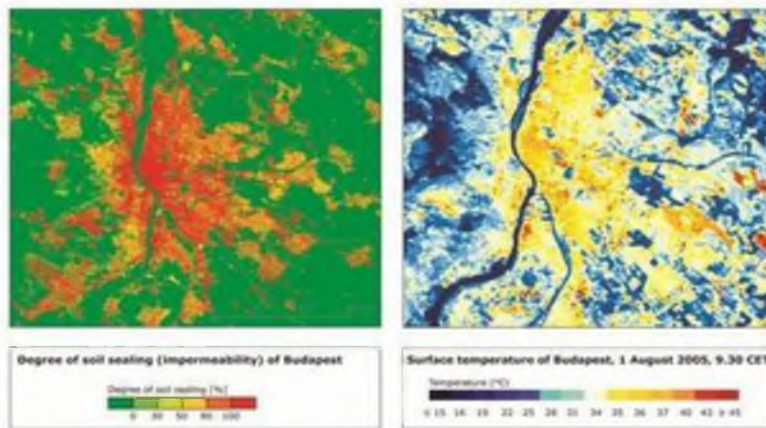 Degree of soil sealing (impermeability) of Budapest
Degree of soil sealing [%]
0 30 50 80 100
Surface temperature of Budapest, 1 August 2005, 9.30 CET
Temperature (°C)
≤ 15 16 19 22 25 28 31 34 35 36 37 40 43 ≥ 45